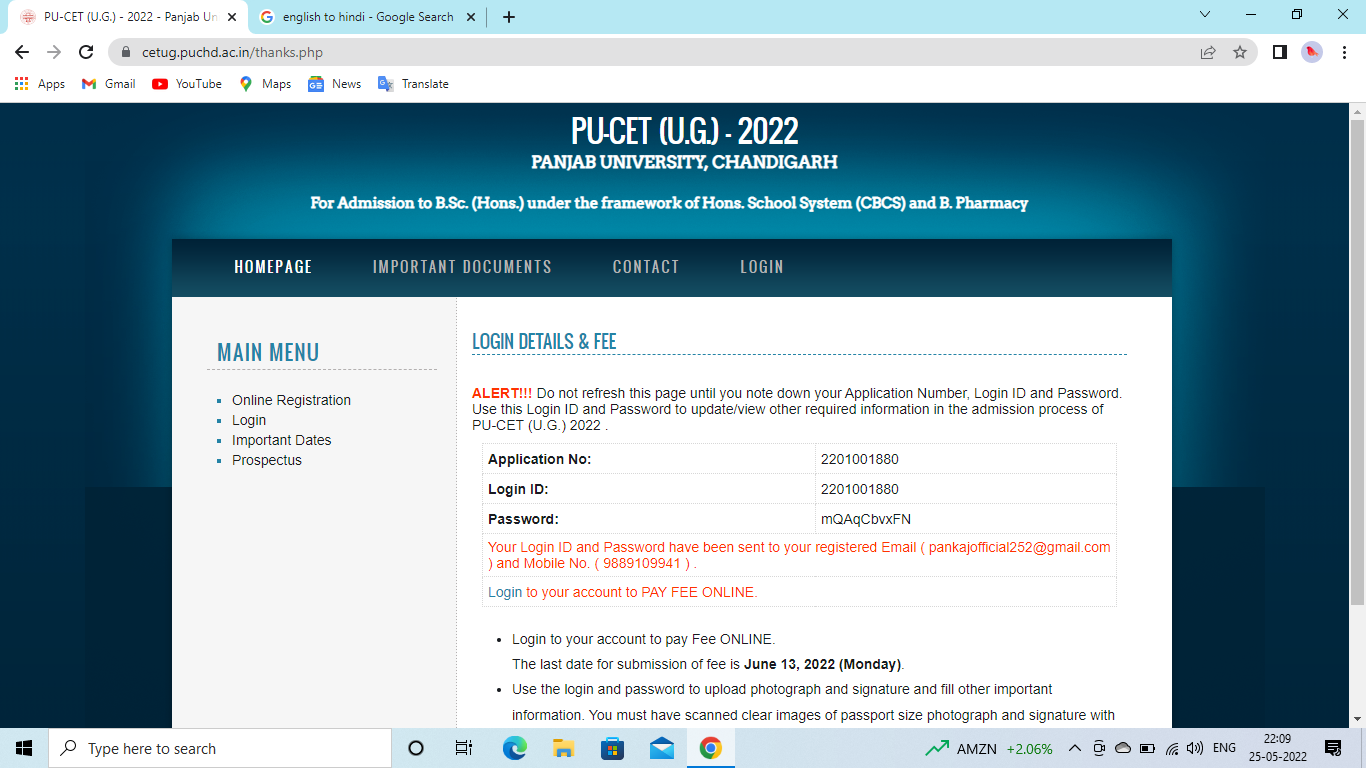 PU-CET (U.G.) - 2022 - Panjab Un
english to hindi - Google Search
cetug.puchd.ac.in/thanks.php
Apps
Gmail
YouTube
Maps
News
Translate
PU-CET (U.G.) - 2022
PANJAB UNIVERSITY, CHANDIGARH
For Admission to B.Sc. (Hons.) under the framework of Hons. School System (CBCS) and B. Pharmacy
HOMEPAGE
IMPORTANT DOCUMENTS
CONTACT
LOGIN
MAIN MENU
Online Registration
Login
Important Dates
Prospectus
LOGIN DETAILS & FEE
ALERT!!! Do not refresh this page until you note down your Application Number, Login ID and Password.
Use this Login ID and Password to update/view other required information in the admission process of
PU-CET (U.G.) 2022 .
Application No: 2201001880
Login ID: 2201001880
Password: mQAqCbvxFN
Your Login ID and Password have been sent to your registered Email ( pankajofficial252@gmail.com
) and Mobile No. ( 9889109941 ) .
Login to your account to PAY FEE ONLINE.
• Login to your account to pay Fee ONLINE.
The last date for submission of fee is June 13, 2022 (Monday).
• Use the login and password to upload photograph and signature and fill other important
information. You must have scanned clear images of passport size photograph and signature with
Type here to search
AMZN +2.06%
ENG
22:09
25-05-2022